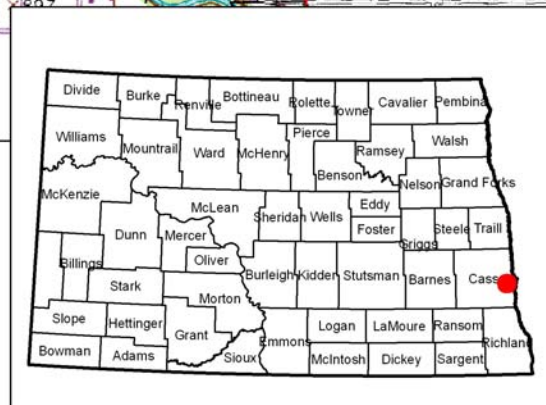 Divide Burke Renville Bottineau Rolette Towner Cavalier Pembina
Williams Mountrail Ward McHenry Pierce Benson Ramsey Walsh
Nelson Grand Forks
McKenzie McLean Sheridan Wells Eddy
Foster Griggs Steele Traill
Dunn Mercer
Oliver
Billings Burleigh Kidder Stutsman Barnes Cass
Stark Morton
Slope Hettinger Grant Logan LaMoure Ransom
Emmons Richland
Bowman Adams Sioux McIntosh Dickey Sargent